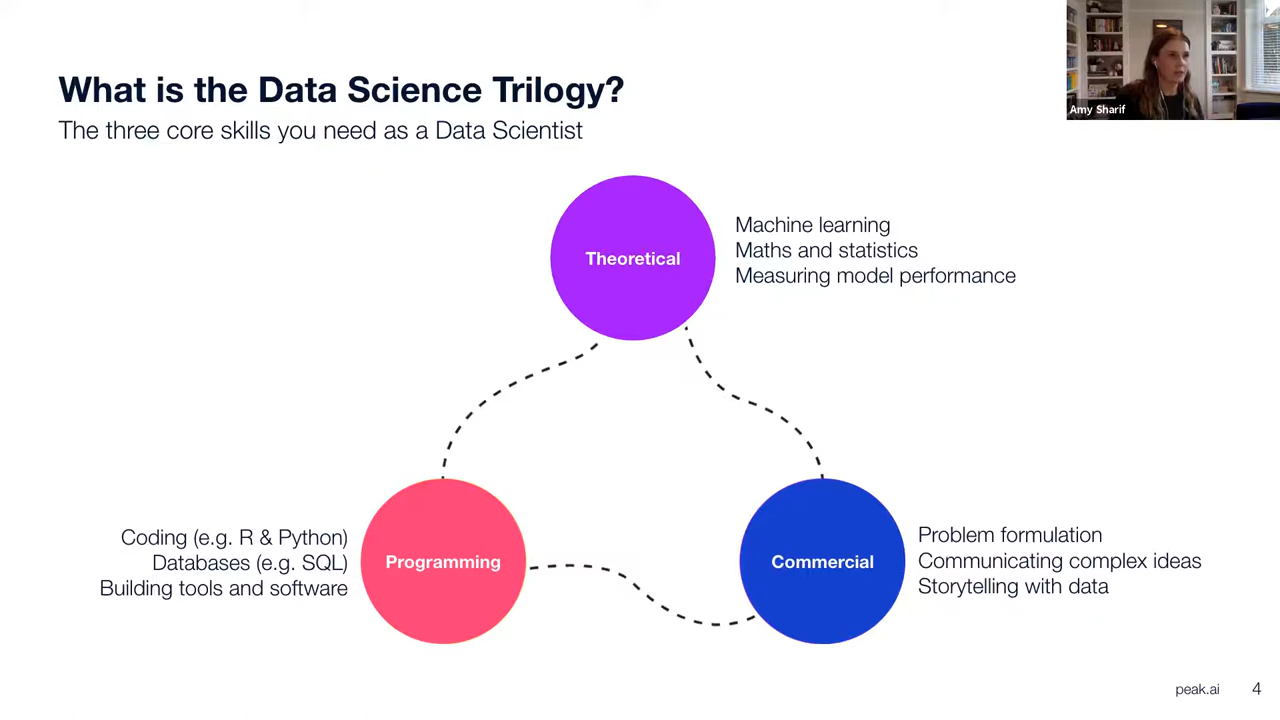 What is the Data Science Trilogy?
The three core skills you need as a Data Scientist
Amy Sharif
Theoretical
Machine learning
Maths and statistics
Measuring model performance
Coding (e.g. R & Python)
Databases (e.g. SQL)
Building tools and software
Programming
Commercial
Problem formulation
Communicating complex ideas
Storytelling with data
peak.ai 4